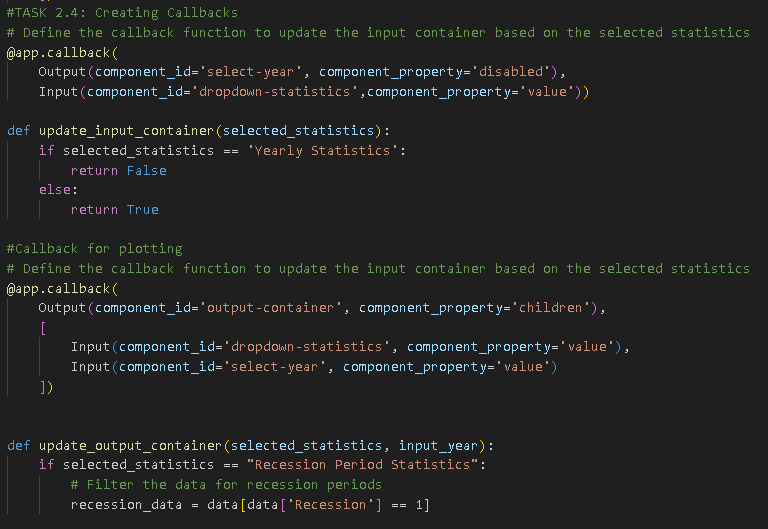 #TASK 2.4: Creating Callbacks
# Define the callback function to update the input container based on the selected statistics
@app.callback(
    Output(component_id='select-year', component_property='disabled'),
    Input(component_id='dropdown-statistics',component_property='value'))
def update_input_container(selected_statistics):
    if selected_statistics == 'Yearly Statistics':
        return False
    else:
        return True
#Callback for plotting
# Define the callback function to update the input container based on the selected statistics
@app.callback(
    Output(component_id='output-container', component_property='children'),
    [
        Input(component_id='dropdown-statistics', component_property='value'),
        Input(component_id='select-year', component_property='value')
    ])
def update_output_container(selected_statistics, input_year):
    if selected_statistics == "Recession Period Statistics":
        # Filter the data for recession periods
        recession_data = data[data['Recession'] == 1]